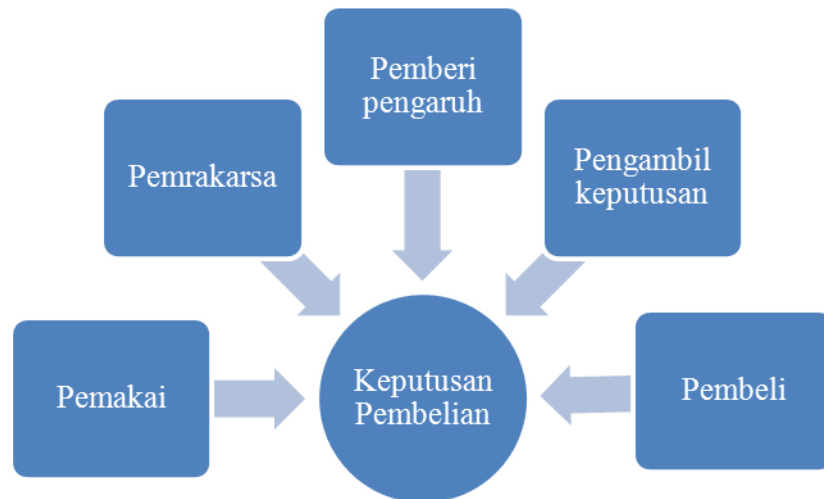 Pemberi
pengaruh
Pemrakarsa
Pengambil
keputusan
Pemakai
Keputusan
Pembelian
Pembeli